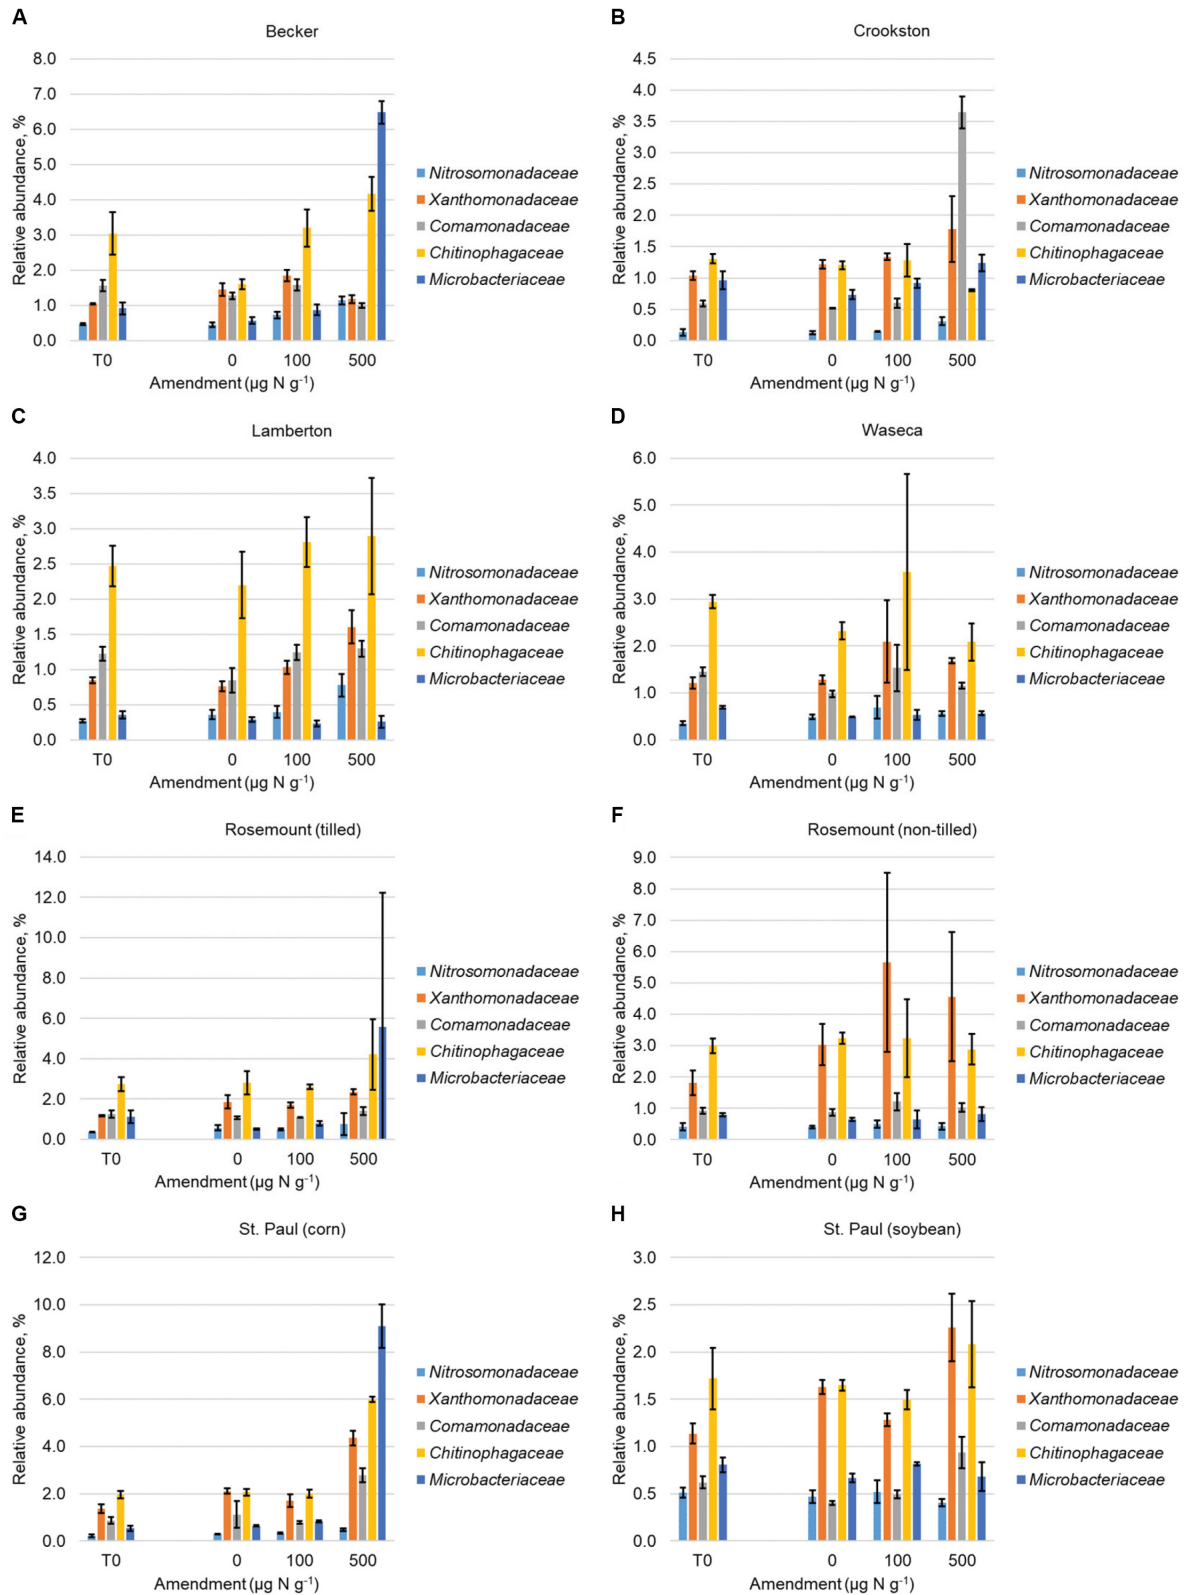 A
Becker
Relative abundance, %
8.0
7.0
6.0
5.0
4.0
3.0
2.0
1.0
0.0
T0 0 100 500
Amendment (µg N g⁻¹)
Nitrosomonadaceae
Xanthomonadaceae
Comamonadaceae
Chitinophagaceae
Microbacteriaceae
B
Crookston
Relative abundance, %
4.5
4.0
3.5
3.0
2.5
2.0
1.5
1.0
0.5
0.0
T0 0 100 500
Amendment (µg N g⁻¹)
Nitrosomonadaceae
Xanthomonadaceae
Comamonadaceae
Chitinophagaceae
Microbacteriaceae
C
Lamberton
Relative abundance, %
4.0
3.5
3.0
2.5
2.0
1.5
1.0
0.5
0.0
T0 0 100 500
Amendment (µg N g⁻¹)
Nitrosomonadaceae
Xanthomonadaceae
Comamonadaceae
Chitinophagaceae
Microbacteriaceae
D
Waseca
Relative abundance, %
6.0
5.0
4.0
3.0
2.0
1.0
0.0
T0 0 100 500
Amendment (µg N g⁻¹)
Nitrosomonadaceae
Xanthomonadaceae
Comamonadaceae
Chitinophagaceae
Microbacteriaceae
E
Rosemount (tilled)
Relative abundance, %
14.0
12.0
10.0
8.0
6.0
4.0
2.0
0.0
T0 0 100 500
Amendment (µg N g⁻¹)
Nitrosomonadaceae
Xanthomonadaceae
Comamonadaceae
Chitinophagaceae
Microbacteriaceae
F
Rosemount (non-tilled)
Relative abundance, %
9.0
8.0
7.0
6.0
5.0
4.0
3.0
2.0
1.0
0.0
T0 0 100 500
Amendment (µg N g⁻¹)
Nitrosomonadaceae
Xanthomonadaceae
Comamonadaceae
Chitinophagaceae
Microbacteriaceae
G
St. Paul (corn)
Relative abundance, %
12.0
10.0
8.0
6.0
4.0
2.0
0.0
T0 0 100 500
Amendment (µg N g⁻¹)
Nitrosomonadaceae
Xanthomonadaceae
Comamonadaceae
Chitinophagaceae
Microbacteriaceae
H
St. Paul (soybean)
Relative abundance, %
3.0
2.5
2.0
1.5
1.0
0.5
0.0
T0 0 100 500
Amendment (µg N g⁻¹)
Nitrosomonadaceae
Xanthomonadaceae
Comamonadaceae
Chitinophagaceae
Microbacteriaceae